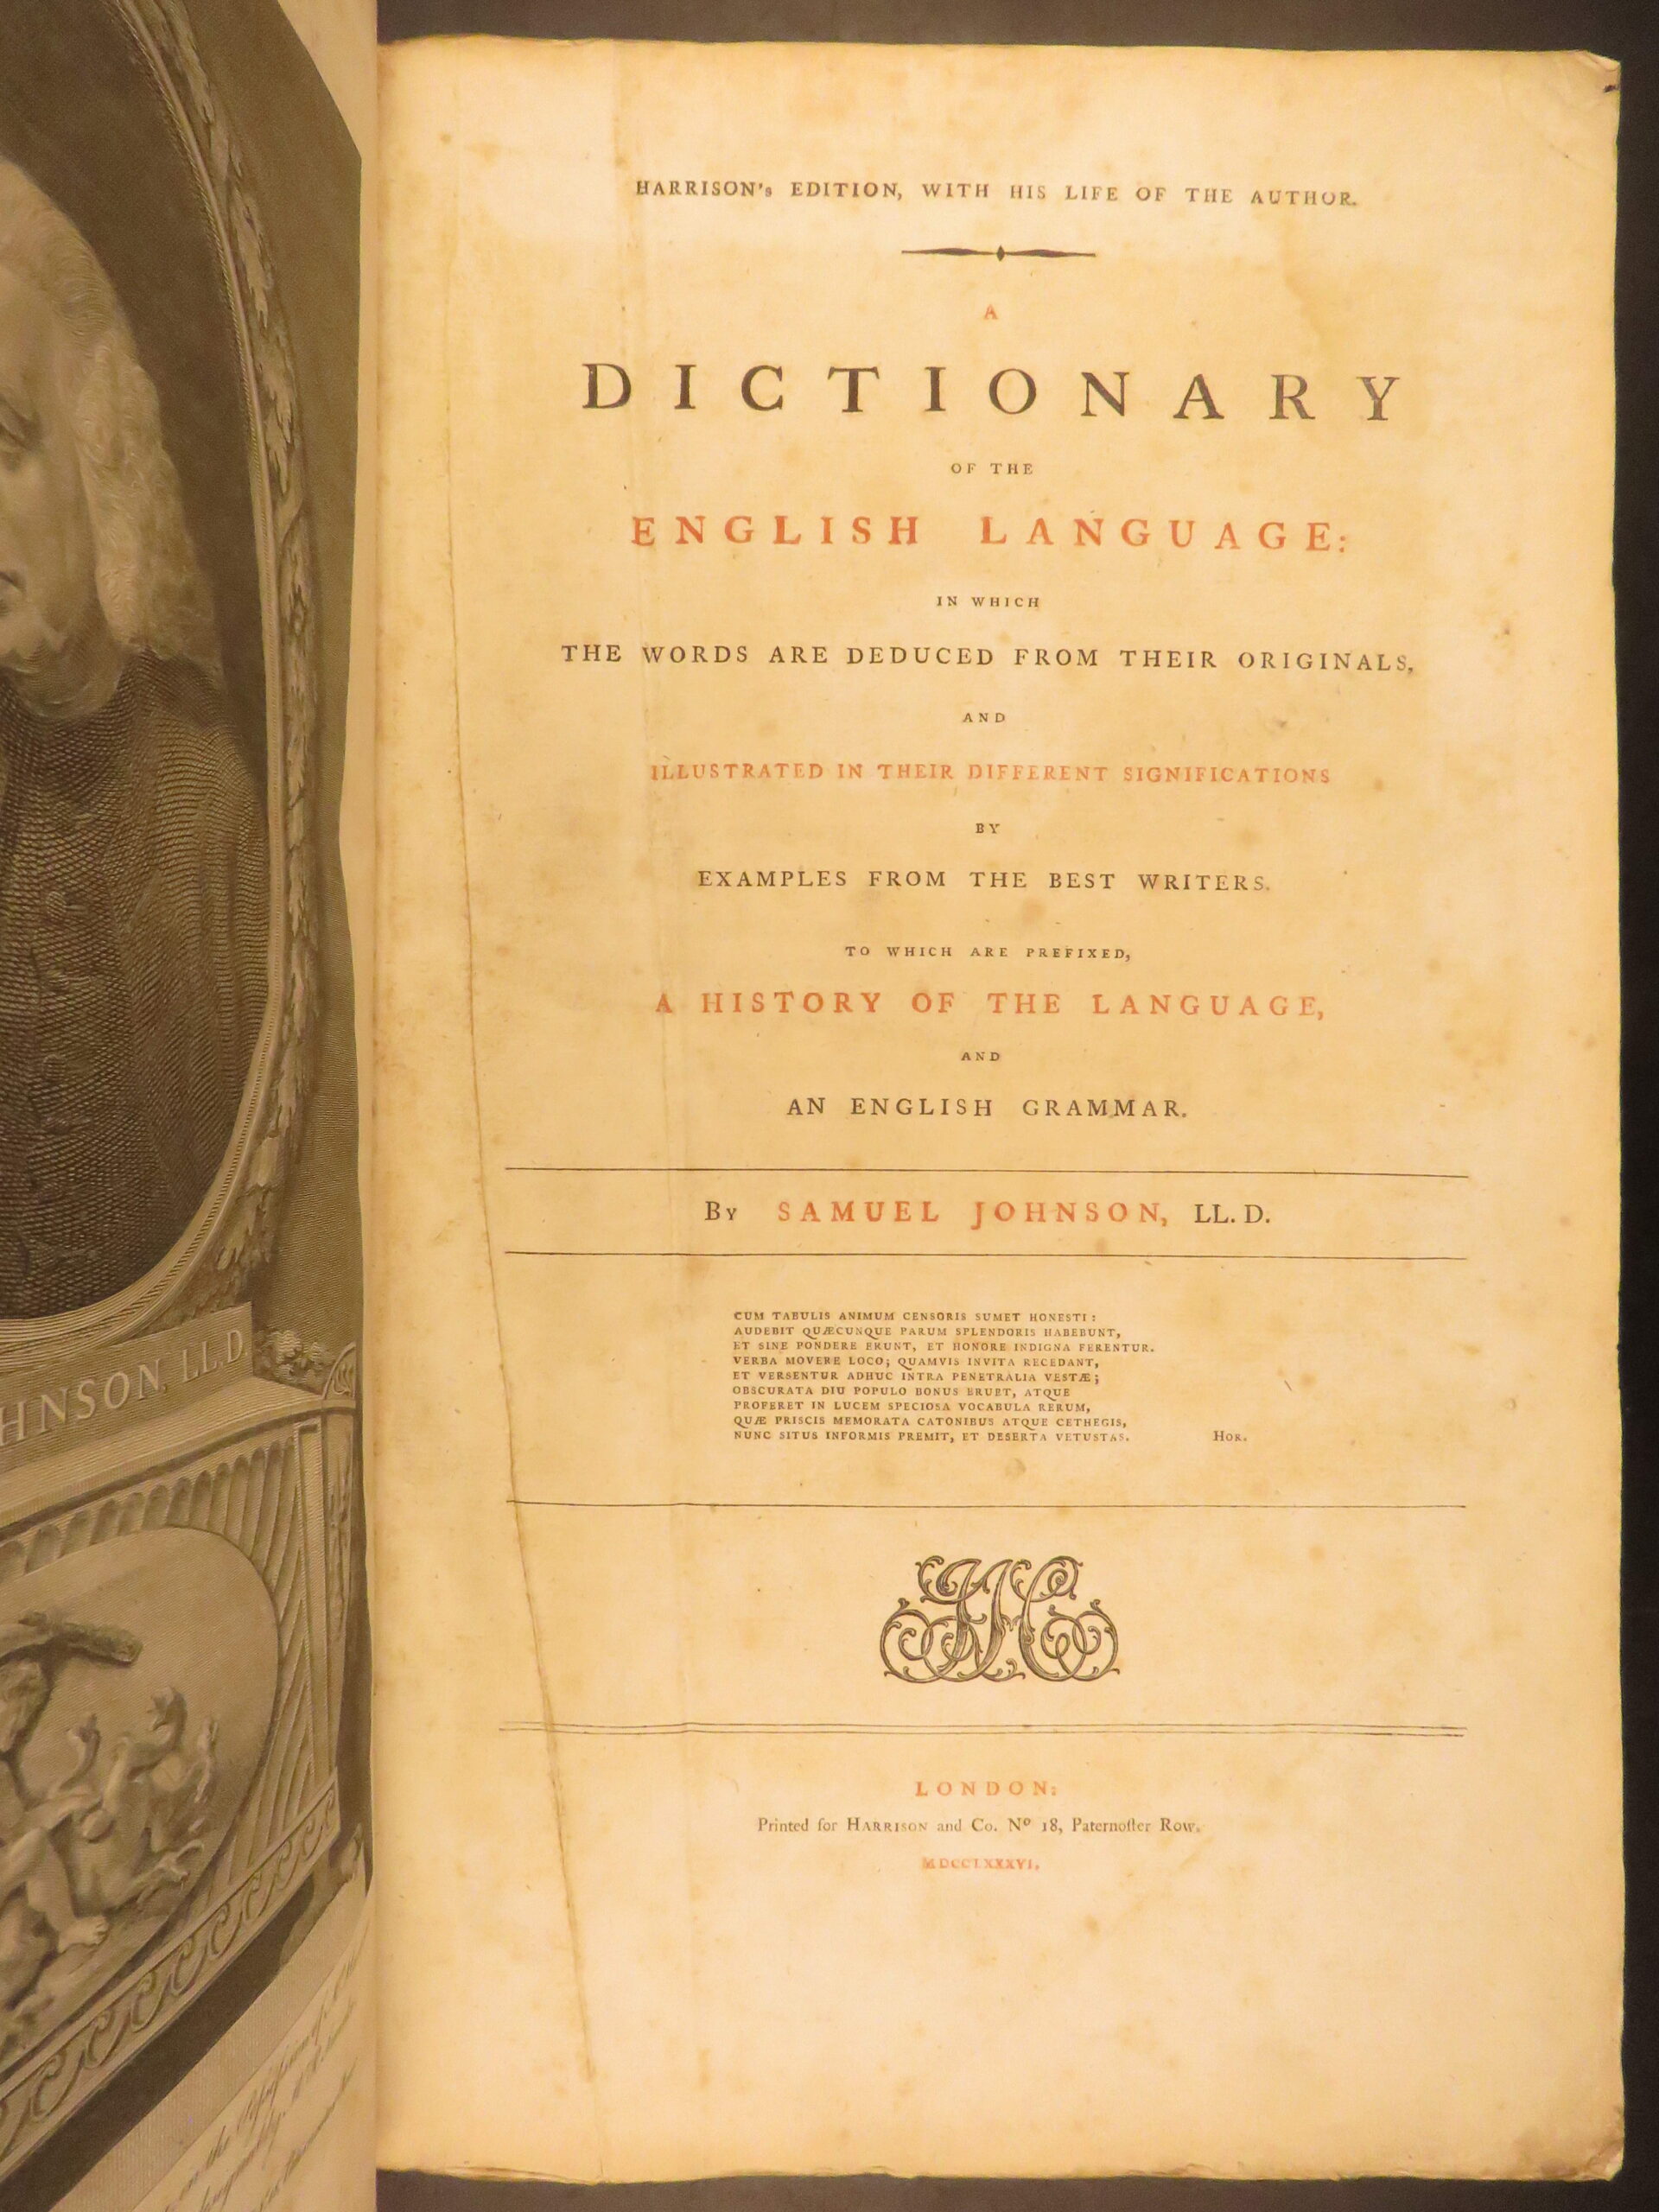 HARRISON's EDITION, WITH HIS LIFE OF THE AUTHOR.
A
DICTIONARY
OF THE
ENGLISH LANGUAGE:
IN WHICH
THE WORDS ARE DEDUCED FROM THEIR ORIGINALS,
AND
ILLUSTRATED IN THEIR DIFFERENT SIGNIFICATIONS
BY
EXAMPLES FROM THE BEST WRITERS.
TO WHICH ARE PREFIXED,
A HISTORY OF THE LANGUAGE,
AND
AN ENGLISH GRAMMAR.
By SAMUEL JOHNSON, LL. D.
CUM TABULIS ANIMUM CENSORIS SUMET HONESTI:
AUDEBIT QUÆCUNQUE PARUM SPLENDORIS HABEBUNT,
ET SINE PONDERE ERUNT, ET HONORE INDIGNA FERENTUR.
VERBA MOVERE LOCO; QUAMVIS INVITA RECEDANT,
ET VERSENTUR ADHUC INTRA PENETRALIA VESTÆ;
OBSCURATA DIU POPULO BONUS ERUET, ATQUE
PROFERET IN LUCEM SPECIOSA VOCABULA RERUM,
QUÆ PRISCIS MEMORATA CATONIBUS ATQUE CETHEGIS,
NUNC SITUS INFORMIS PREMIT, ET DESERTA VETUSTAS. HOR.
LONDON:
Printed for HARRISON and Co. Nº 18, Paternoſter Row.
MDCCLXXXVI.
HNSON, LL.D.